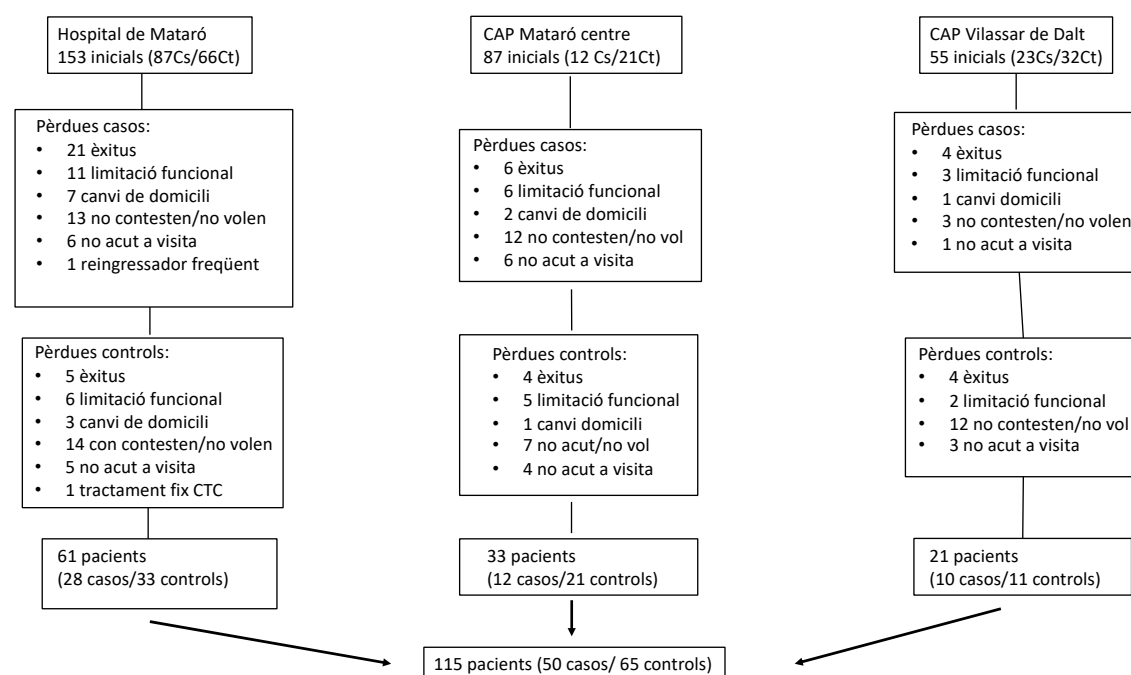 Hospital de Mataró
153 inicials (87Cs/66Ct)
Pèrdues casos:
• 21 èxitus
• 11 limitació funcional
• 7 canvi de domicili
• 13 no contesten/no volen
• 6 no acut a visita
• 1 reingressador freqüent
Pèrdues controls:
• 5 èxitus
• 6 limitació funcional
• 3 canvi de domicili
• 14 con contesten/no volen
• 5 no acut a visita
• 1 tractament fix CTC
61 pacients
(28 casos/33 controls)
CAP Mataró centre
87 inicials (12 Cs/21Ct)
Pèrdues casos:
• 6 èxitus
• 6 limitació funcional
• 2 canvi de domicili
• 12 no contesten/no vol
• 6 no acut a visita
Pèrdues controls:
• 4 èxitus
• 5 limitació funcional
• 1 canvi domicili
• 7 no acut/no vol
• 4 no acut a visita
33 pacients
(12 casos/21 controls)
CAP Vilassar de Dalt
55 inicials (23Cs/32Ct)
Pèrdues casos:
• 4 èxitus
• 3 limitació funcional
• 1 canvi domicili
• 3 no contesten/no volen
• 1 no acut a visita
Pèrdues controls:
• 4 èxitus
• 2 limitació funcional
• 12 no contesten/no vol
• 3 no acut a visita
21 pacients
(10 casos/11 controls)
115 pacients (50 casos/ 65 controls)